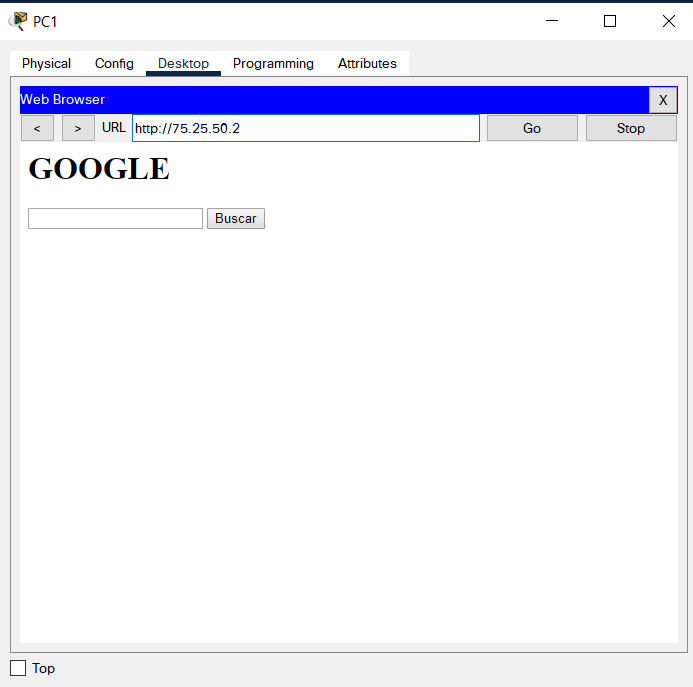 PC1
Physical Config Desktop Programming Attributes
Web Browser X
< > URL http://75.25.50.2 Go Stop
GOOGLE
Buscar
Top